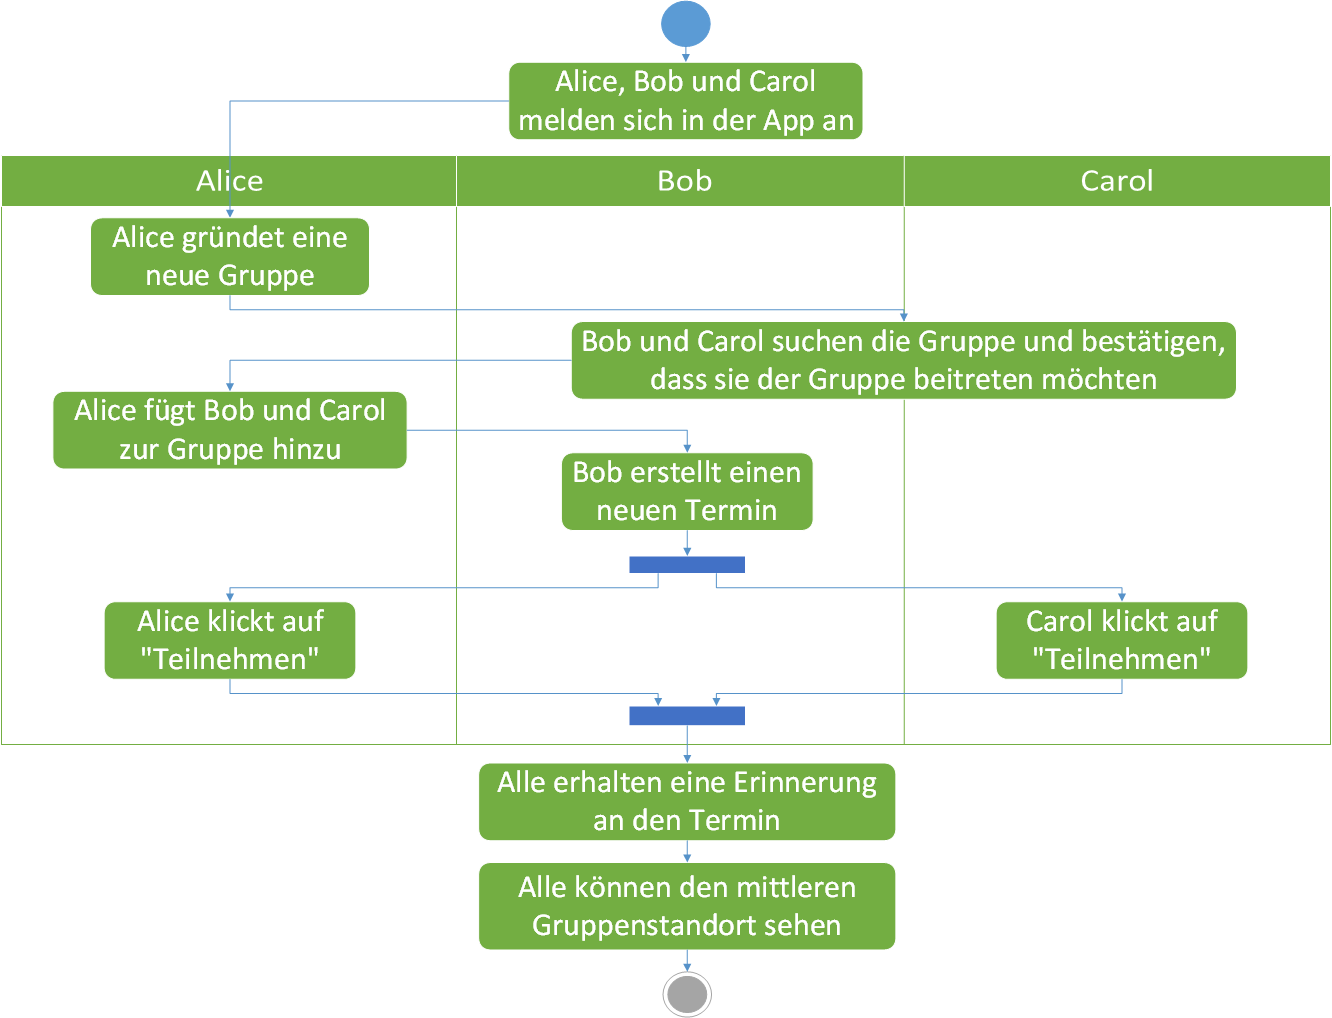 Alice, Bob und Carol
melden sich in der App an
Alice
Bob
Carol
Alice gründet eine
neue Gruppe
Bob und Carol suchen die Gruppe und bestätigen,
dass sie der Gruppe beitreten möchten
Alice fügt Bob und Carol
zur Gruppe hinzu
Bob erstellt einen
neuen Termin
Alice klickt auf
"Teilnehmen"
Carol klickt auf
"Teilnehmen"
Alle erhalten eine Erinnerung
an den Termin
Alle können den mittleren
Gruppenstandort sehen